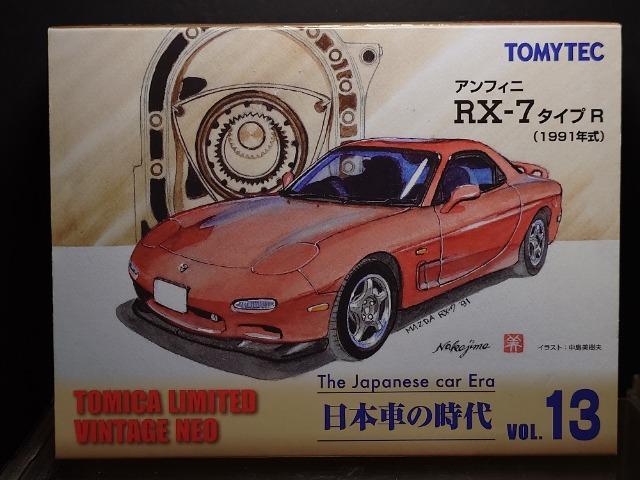 TOMYTEC
アンフィニ
RX-7 タイプ R
(1991年式)
MAZDA RX-7 '91
Nakajima
イラスト：中島美樹夫
The Japanese car Era
TOMICA LIMITED
VINTAGE NEO
日本車の時代 VOL. 13